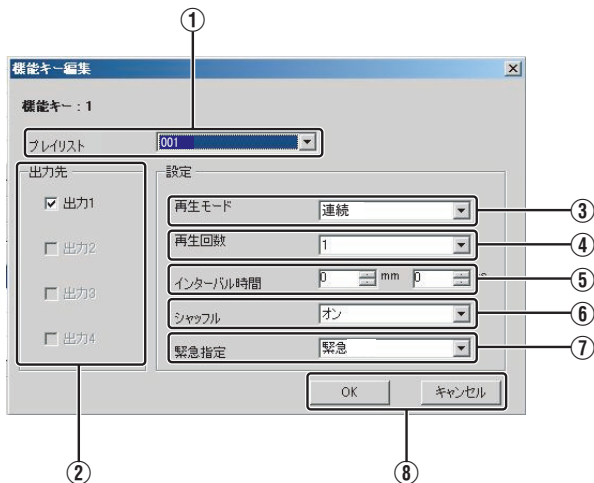 ①
機能キー編集
機能キー：1
プレイリスト 001
出力先
出力1
出力2
出力3
出力4
設定
再生モード 連続 ③
再生回数 1 ④
インターバル時間 0 mm 0 ⑤
シャッフル オン ⑥
緊急指定 緊急 ⑦
OK キャンセル
② ⑧